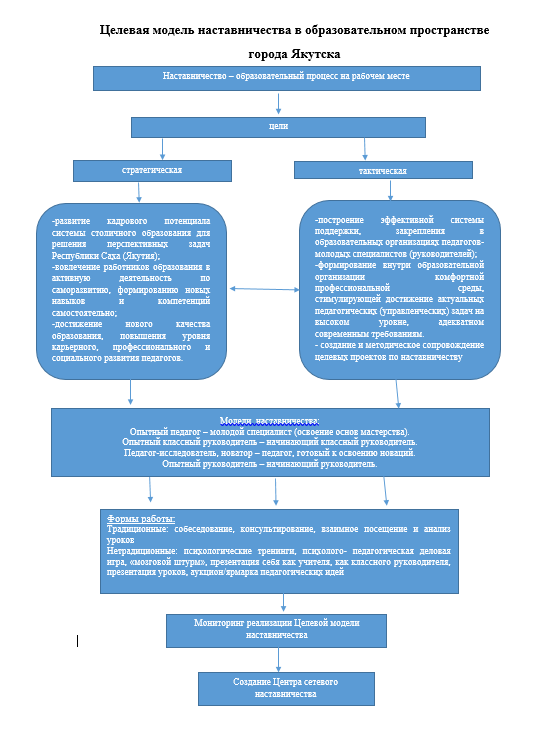 Целевая модель наставничества в образовательном пространстве
города Якутска
Наставничество – образовательный процесс на рабочем месте
цели
стратегическая
тактическая
-развитие кадрового потенциала
системы столичного образования для
решения перспективных задач
Республики Саха (Якутия);
-вовлечение работников образования в
активную деятельность по
саморазвитию, формированию новых
навыков и компетенций
самостоятельно;
-достижение нового качества
образования, повышения уровня
карьерного, профессионального и
социального развития педагогов.
-построение эффективной системы
поддержки, закрепления в
образовательных организациях педагогов-
молодых специалистов (руководителей);
-формирование внутри образовательной
организации комфортной
профессиональной среды,
стимулирующей достижение актуальных
педагогических (управленческих) задач на
высоком уровне, адекватном
современным требованиям.
- создание и методическое сопровождение
целевых проектов по наставничеству
Модели наставничества:
Опытный педагог – молодой специалист (освоение основ мастерства).
Опытный классный руководитель – начинающий классный руководитель.
Педагог-исследователь, новатор – педагог, готовый к освоению новаций.
Опытный руководитель – начинающий руководитель.
Формы работы:
Традиционные: собеседование, консультирование, взаимное посещение и анализ
уроков
Нетрадиционные: психологические тренинги, психолого- педагогическая деловая
игра, «мозговой штурм», презентация себя как учителя, как классного руководителя,
презентация уроков, аукцион/ярмарка педагогических идей
Мониторинг реализации Целевой модели
наставничества
Создание Центра сетевого
наставничества